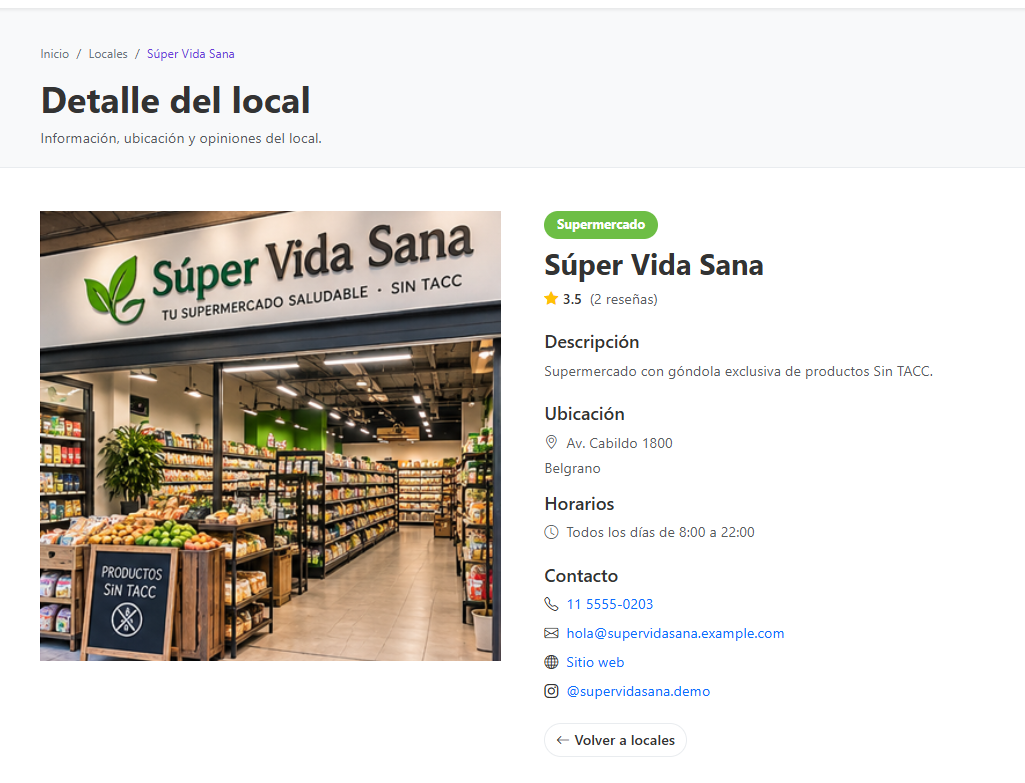 Inicio / Locales / Súper Vida Sana
Detalle del local
Información, ubicación y opiniones del local.
Súper Vida Sana
TU SUPERMERCADO SALUDABLE · SIN TACC
PRODUCTOS
SiN TACC
Supermercado
Súper Vida Sana
3.5 (2 reseñas)
Descripción
Supermercado con góndola exclusiva de productos Sin TACC.
Ubicación
Av. Cabildo 1800
Belgrano
Horarios
Todos los días de 8:00 a 22:00
Contacto
11 5555-0203
hola@supervidasana.example.com
Sitio web
@supervidasana.demo
← Volver a locales